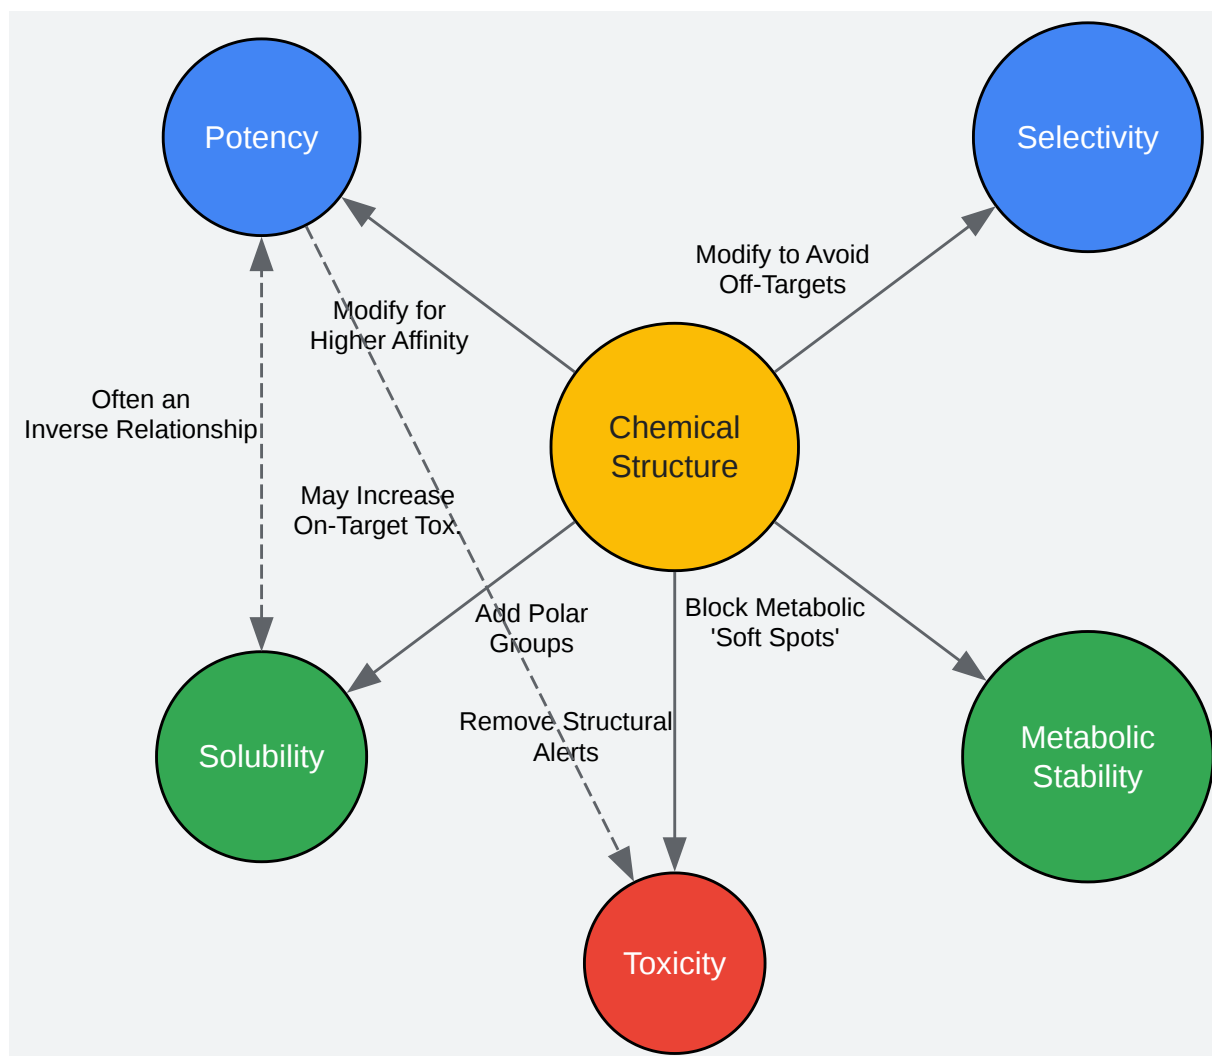 Potency
Selectivity
Modify to Avoid
Off-Targets
Modify for
Higher Affinity
Often an
Inverse Relationship
Chemical
Structure
May Increase
On-Target Tox.
Add Polar
Groups
Block Metabolic
'Soft Spots'
Remove Structural
Alerts
Solubility
Metabolic
Stability
Toxicity